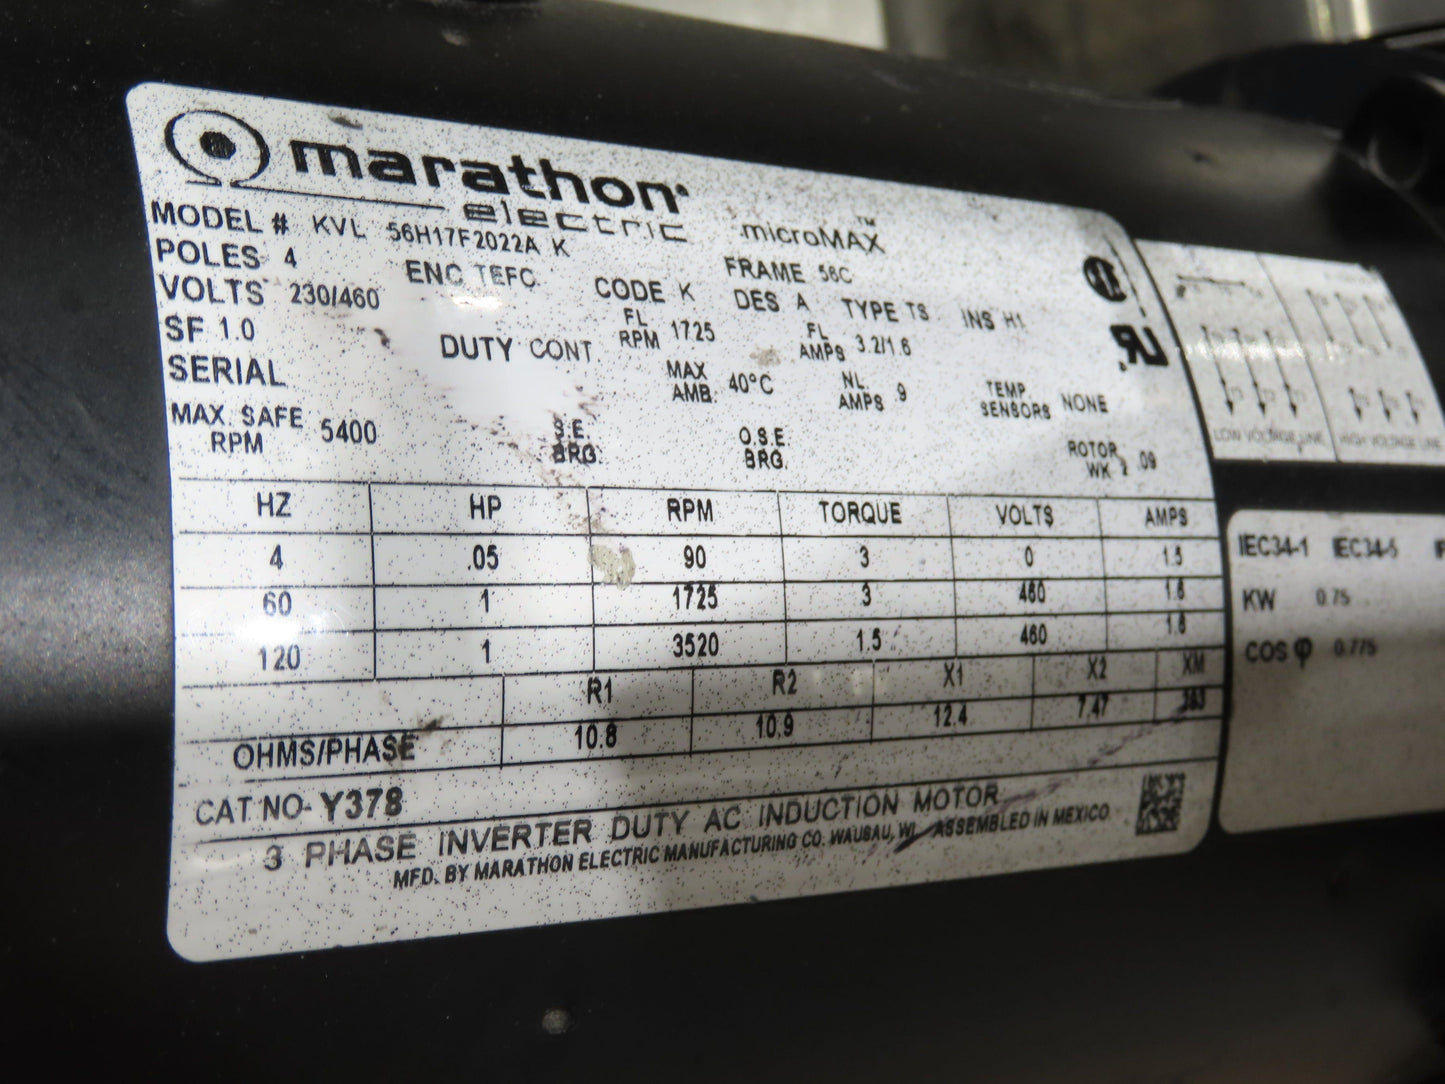 marathon
electric
microMAX™
MODEL # KVL 56H17F2022A K
POLES 4 ENC TEFC FRAME 56C
VOLTS 230/460 CODE K DES A TYPE TS INS H1
SF 1.0 DUTY CONT FL RPM 1725 FL AMPS 3.2/1.6
SERIAL MAX AMB. 40°C NL. AMPS .9 TEMP SENSORS NONE
MAX. SAFE RPM 5400 S.E. BRG. O.S.E. BRG. ROTOR WK 2 .09
HZ HP RPM TORQUE VOLTS AMPS
4 .05 90 3 0 1.5
60 1 1725 3 460 1.6
120 1 3520 1.5 460 1.6
R1 R2 X1 X2 XM
OHMS/PHASE 10.8 10.9 12.4 7.47
CAT.NO- Y378
3 PHASE INVERTER DUTY AC INDUCTION MOTOR
MFD. BY MARATHON ELECTRIC MANUFACTURING CO. WAUSAU, WI. ASSEMBLED IN MEXICO
LOW VOLTAGE LINE HIGH VOLTAGE LINE
IEC34-1 IEC34-5
KW 0.75
COS φ 0.775